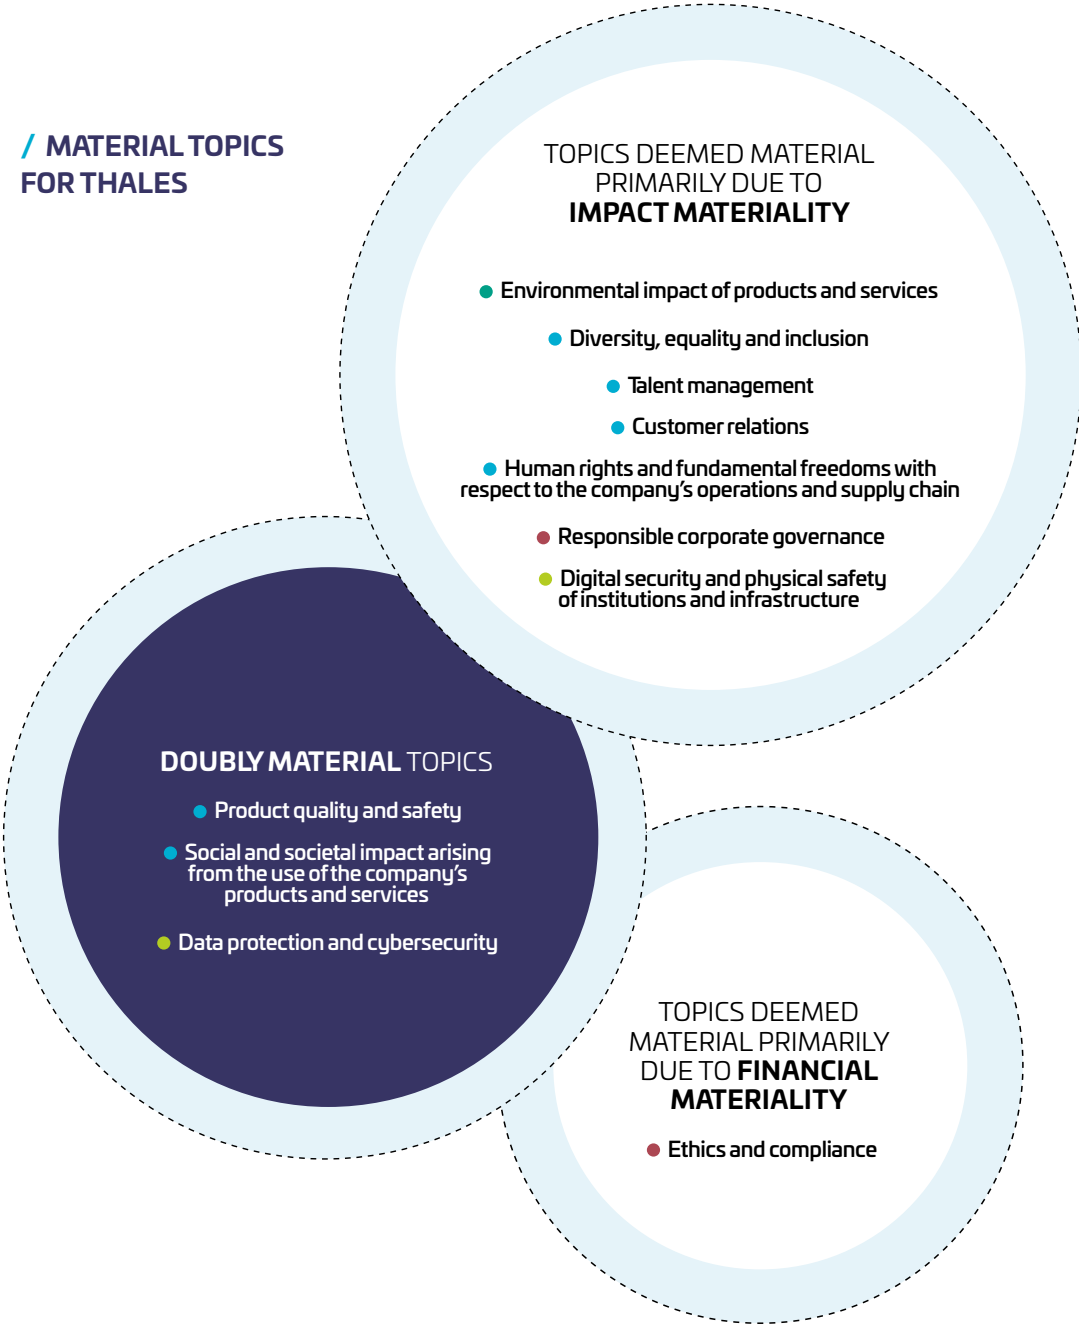 / MATERIAL TOPICS
FOR THALES
TOPICS DEEMED MATERIAL
PRIMARILY DUE TO
IMPACT MATERIALITY
Environmental impact of products and services
Diversity, equality and inclusion
Talent management
Customer relations
Human rights and fundamental freedoms with
respect to the company's operations and supply chain
Responsible corporate governance
Digital security and physical safety
of institutions and infrastructure
DOUBLY MATERIAL TOPICS
Product quality and safety
Social and societal impact arising
from the use of the company's
products and services
Data protection and cybersecurity
TOPICS DEEMED
MATERIAL PRIMARILY
DUE TO FINANCIAL
MATERIALITY
Ethics and compliance